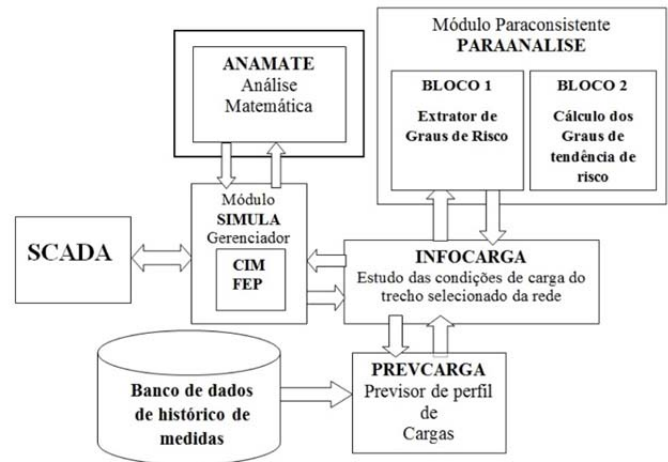 Módulo Paraconsistente
PARAANALISE
BLOCO 1
Extrator de
Graus de Risco
BLOCO 2
Cálculo dos
Graus de
tendência de
risco
ANAMATE
Análise
Matemática
Módulo
SIMULA
Gerenciador
CIM
FEP
SCADA
INFOCARGA
Estudo das condições de carga do
trecho selecionado da rede
PREVCARGA
Previsor de perfil
de
Cargas
Banco de dados
de histórico de
medidas